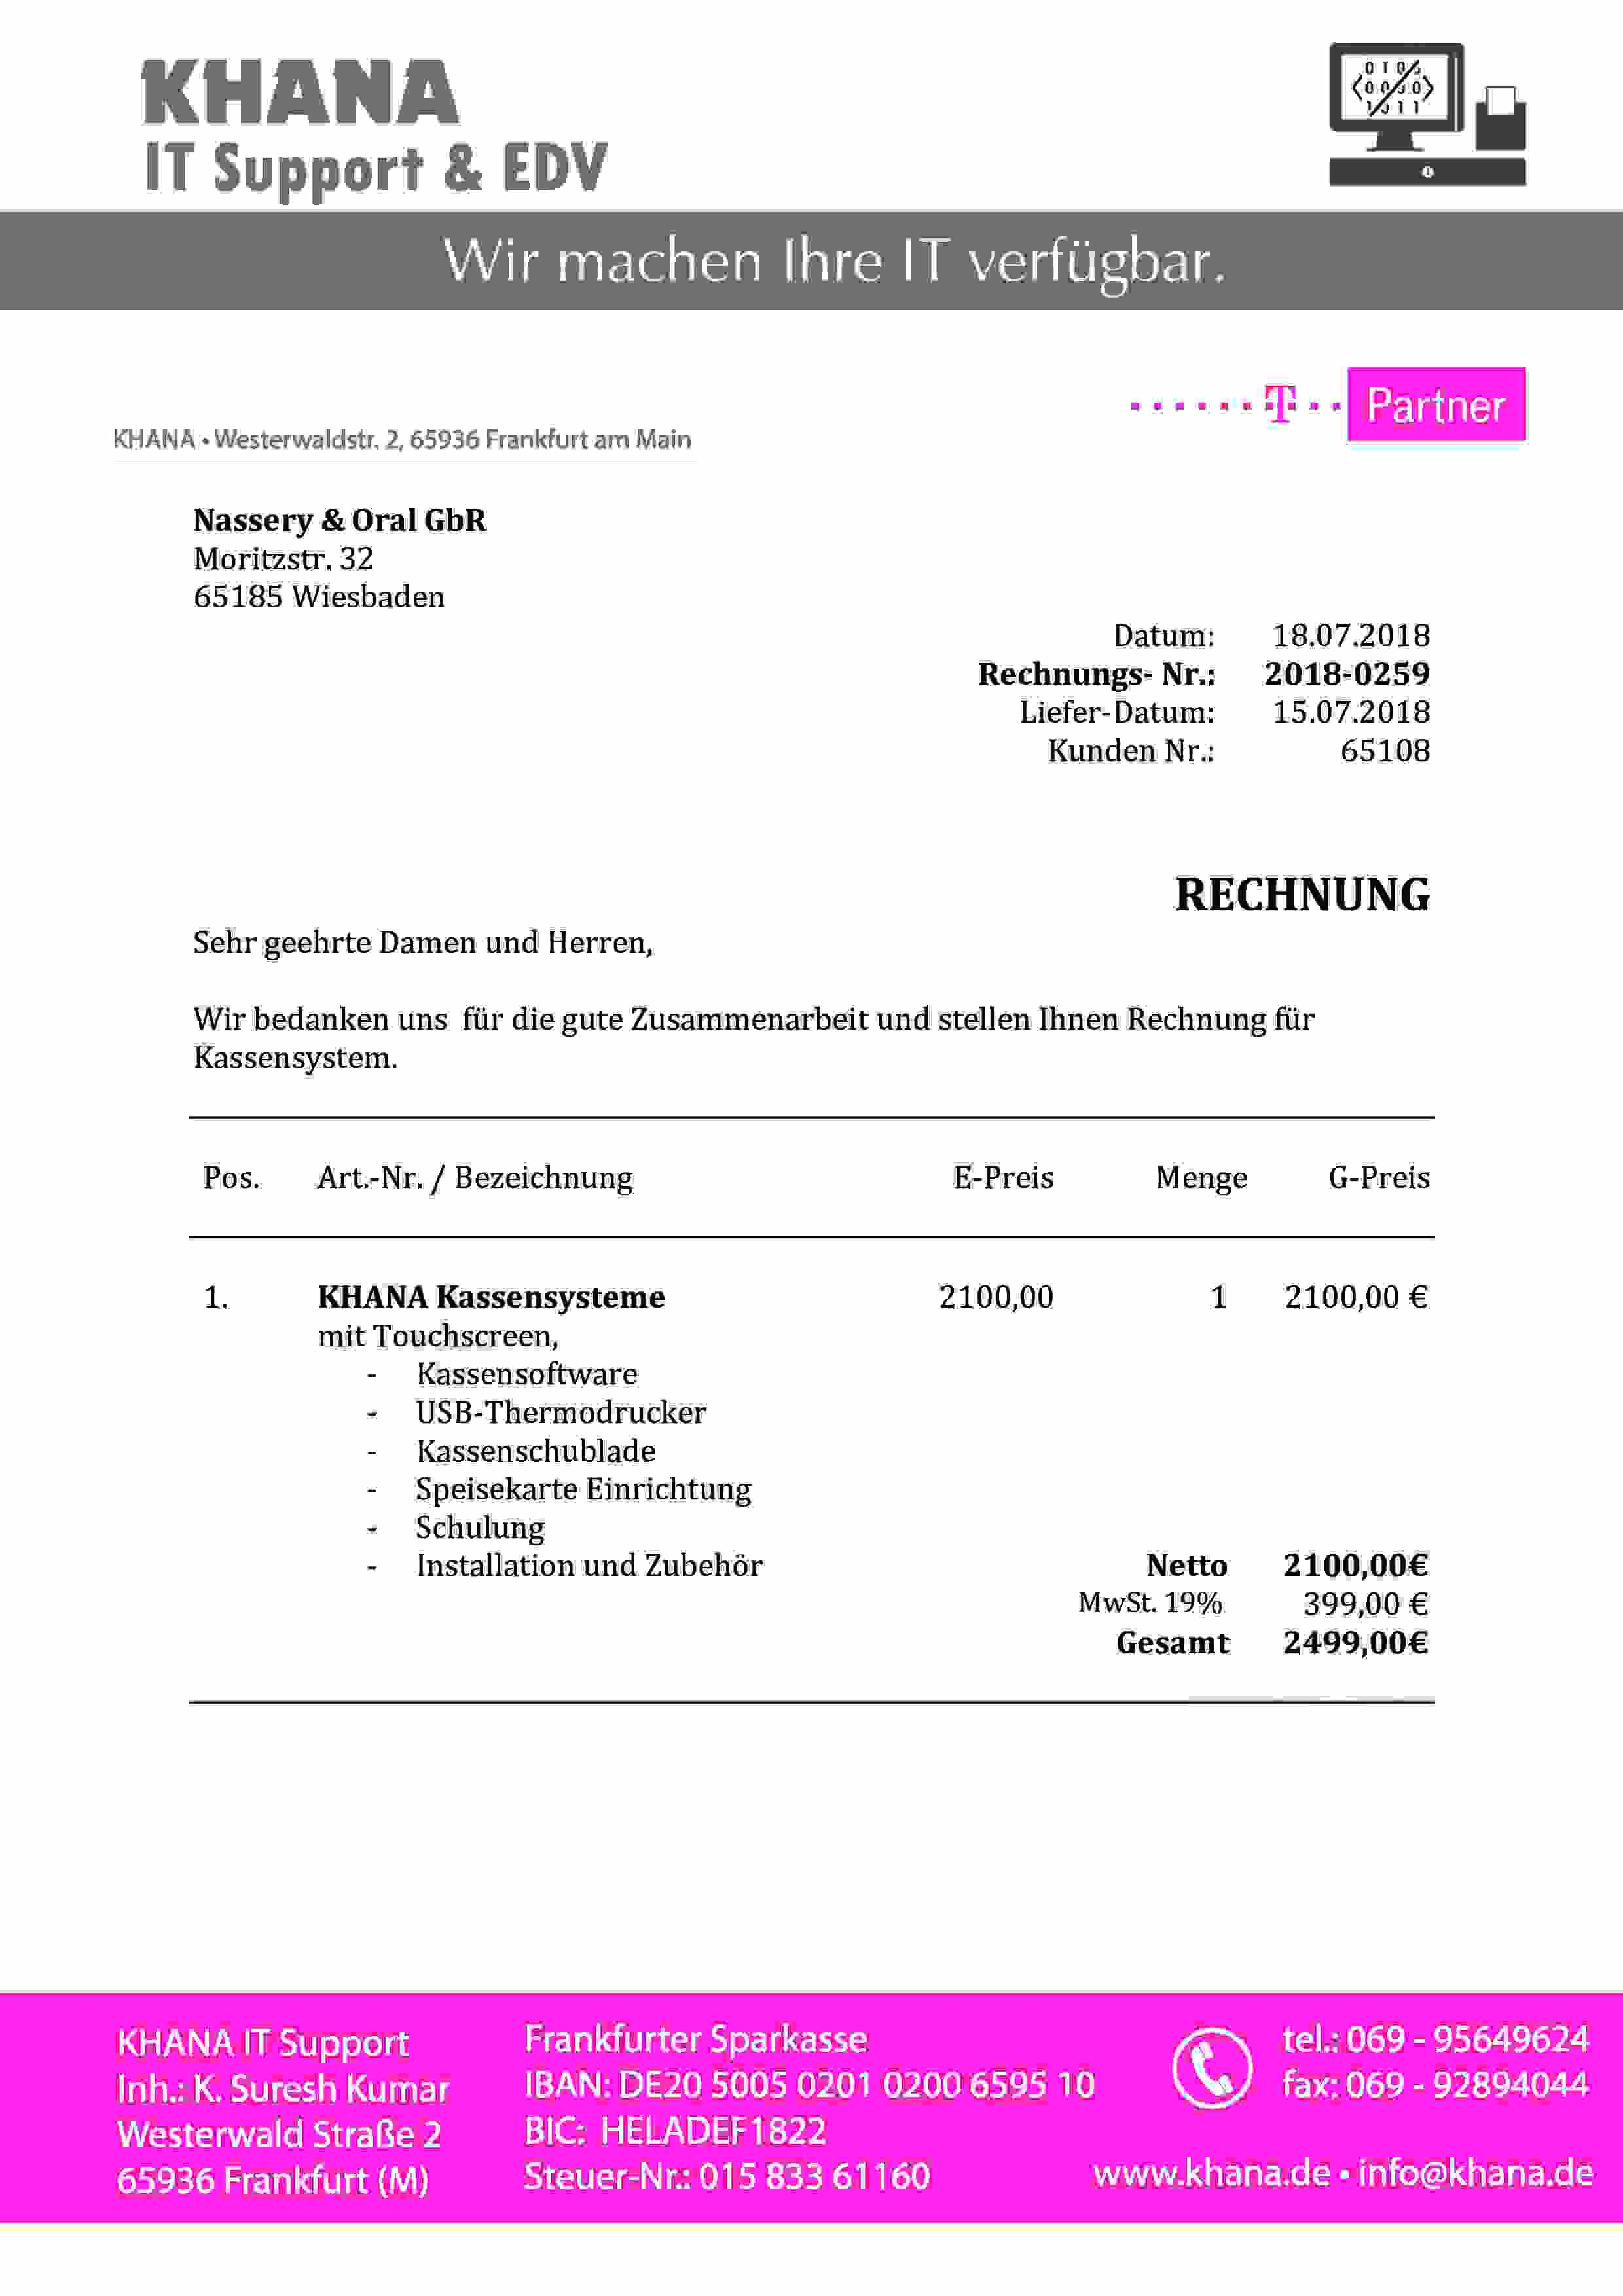 KHANA
IT Support & EDV
Wir machen Ihre IT verfügbar.
T Partner
KHANA • Westerwaldstr. 2, 65936 Frankfurt am Main
Nassery & Oral GbR
Moritzstr. 32
65185 Wiesbaden
Datum: 18.07.2018
Rechnungs- Nr.: 2018-0259
Liefer-Datum: 15.07.2018
Kunden Nr.: 65108
RECHNUNG
Sehr geehrte Damen und Herren,
Wir bedanken uns für die gute Zusammenarbeit und stellen Ihnen Rechnung für
Kassensystem.
Pos. Art.-Nr. / Bezeichnung E-Preis Menge G-Preis
1. KHANA Kassensysteme 2100,00 1 2100,00 €
mit Touchscreen,
- Kassensoftware
- USB-Thermodrucker
- Kassenschublade
- Speisekarte Einrichtung
- Schulung
- Installation und Zubehör Netto 2100,00€
MwSt. 19% 399,00 €
Gesamt 2499,00€
KHANA IT Support
Inh.: K. Suresh Kumar
Westerwald Straße 2
65936 Frankfurt (M)
Frankfurter Sparkasse
IBAN: DE20 5005 0201 0200 6595 10
BIC: HELADEF1822
Steuer-Nr.: 015 833 61160
tel.: 069 - 95649624
fax: 069 - 92894044
www.khana.de • info@khana.de